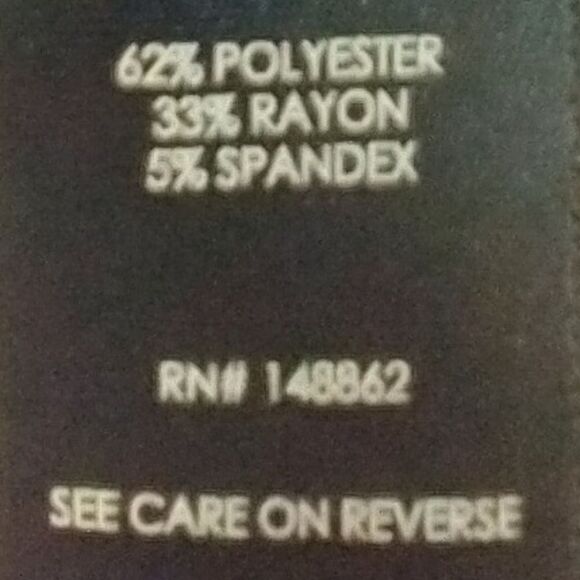 62% POLYESTER
33% RAYON
5% SPANDEX
RN# 148862
SEE CARE ON REVERSE